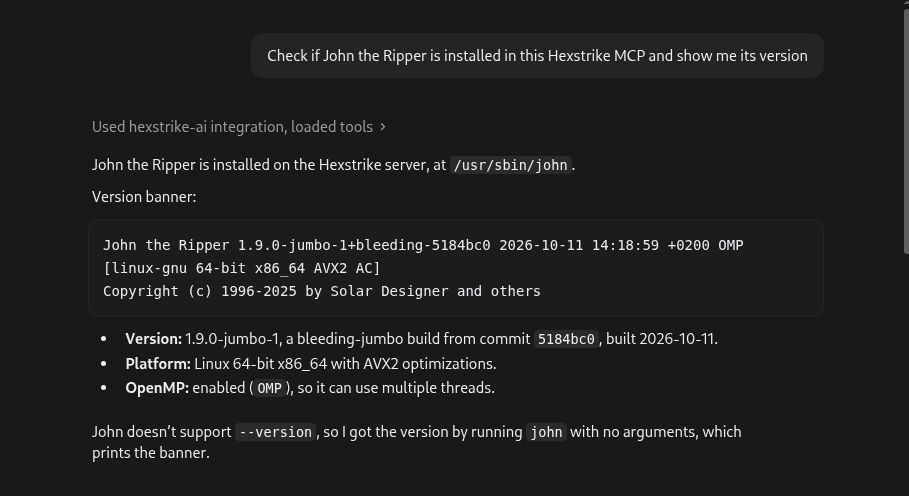 Check if John the Ripper is installed in this Hexstrike MCP and show me its version
Used hexstrike-ai integration, loaded tools >
John the Ripper is installed on the Hexstrike server, at /usr/sbin/john.
Version banner:
John the Ripper 1.9.0-jumbo-1+bleeding-5184bc0 2026-10-11 14:18:59 +0200 OMP
[linux-gnu 64-bit x86_64 AVX2 AC]
Copyright (c) 1996-2025 by Solar Designer and others
• Version: 1.9.0-jumbo-1, a bleeding-jumbo build from commit 5184bc0, built 2026-10-11.
• Platform: Linux 64-bit x86_64 with AVX2 optimizations.
• OpenMP: enabled (OMP), so it can use multiple threads.
John doesn’t support --version, so I got the version by running john with no arguments, which
prints the banner.